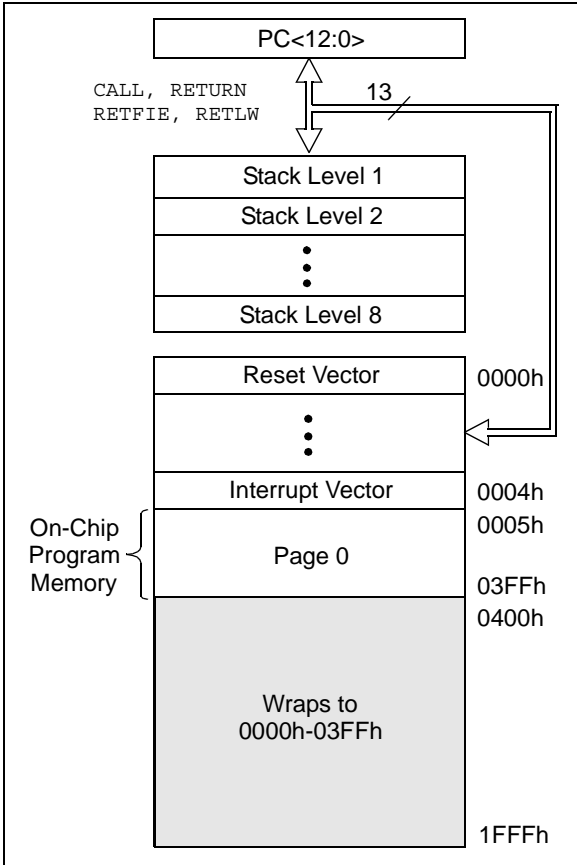 PC<12:0>
CALL, RETURN
RETFIE, RETLW
13
Stack Level 1
Stack Level 2
Stack Level 8
Reset Vector
0000h
Interrupt Vector
0004h
On-Chip
Program
Memory
Page 0
0005h
03FFh
0400h
Wraps to
0000h-03FFh
1FFFh